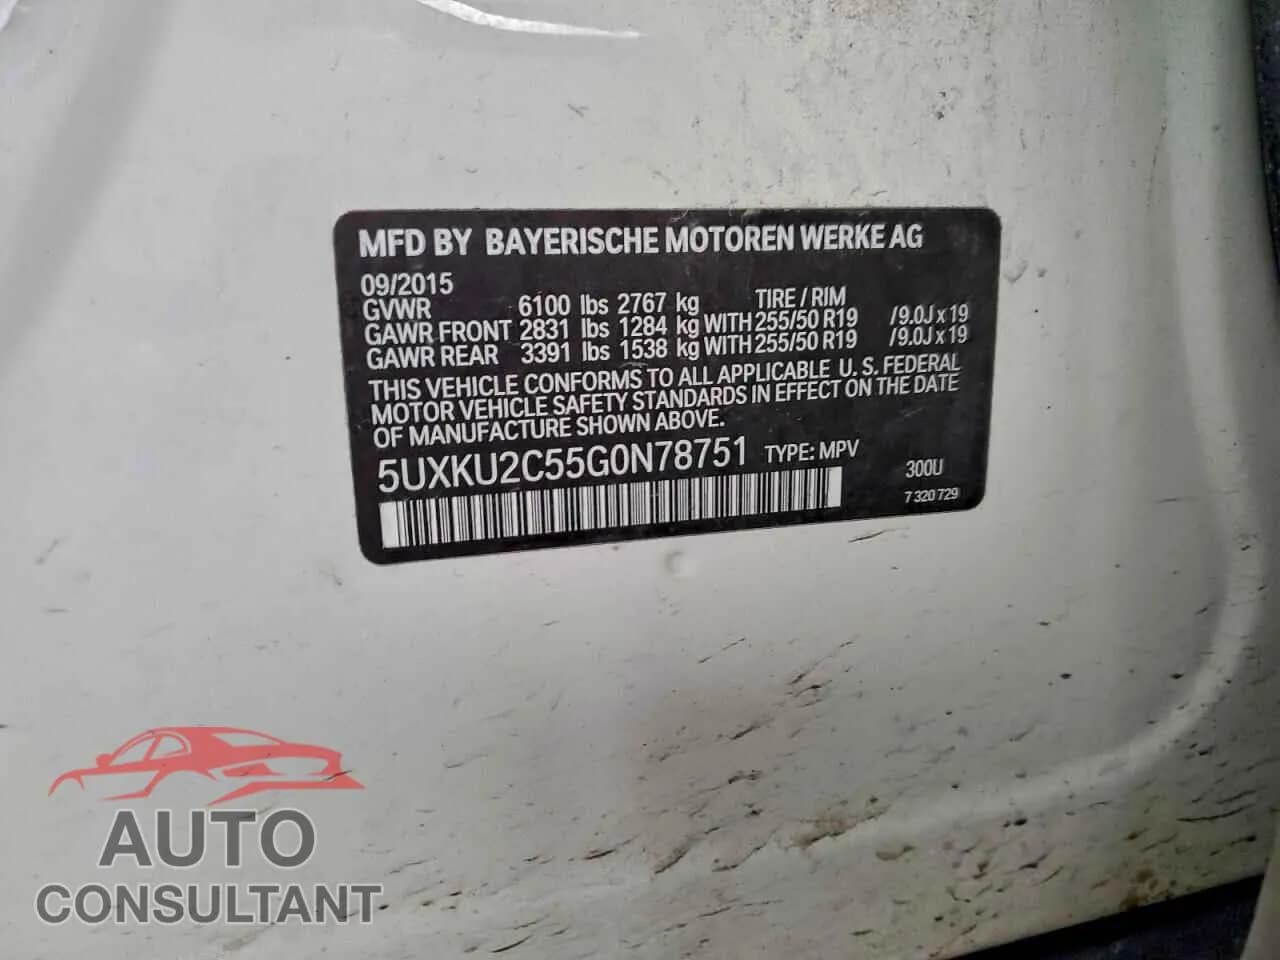 MFD BY BAYERISCHE MOTOREN WERKE AG
09/2015
GVWR 6100 lbs 2767 kg TIRE / RIM
GAWR FRONT 2831 lbs 1284 kg WITH 255/50 R19 /9.0J x 19
GAWR REAR 3391 lbs 1538 kg WITH 255/50 R19 /9.0J x 19
THIS VEHICLE CONFORMS TO ALL APPLICABLE U.S. FEDERAL
MOTOR VEHICLE SAFETY STANDARDS IN EFFECT ON THE DATE
OF MANUFACTURE SHOWN ABOVE.
5UXKU2C55G0N78751 TYPE: MPV 300U
7 320 729
AUTO
CONSULTANT